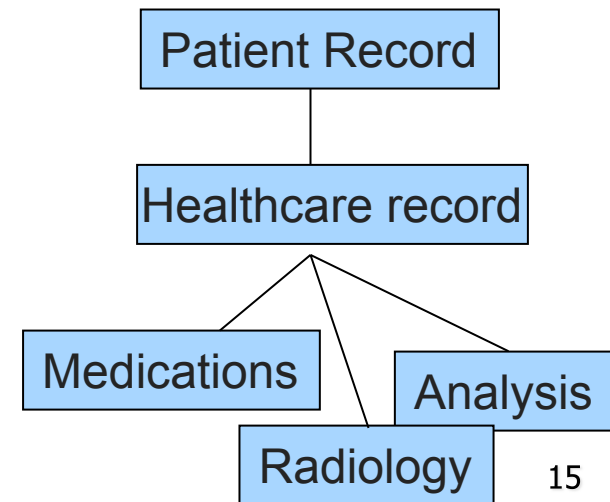 Patient Record
Healthcare record
Medications
Analysis
Radiology
15